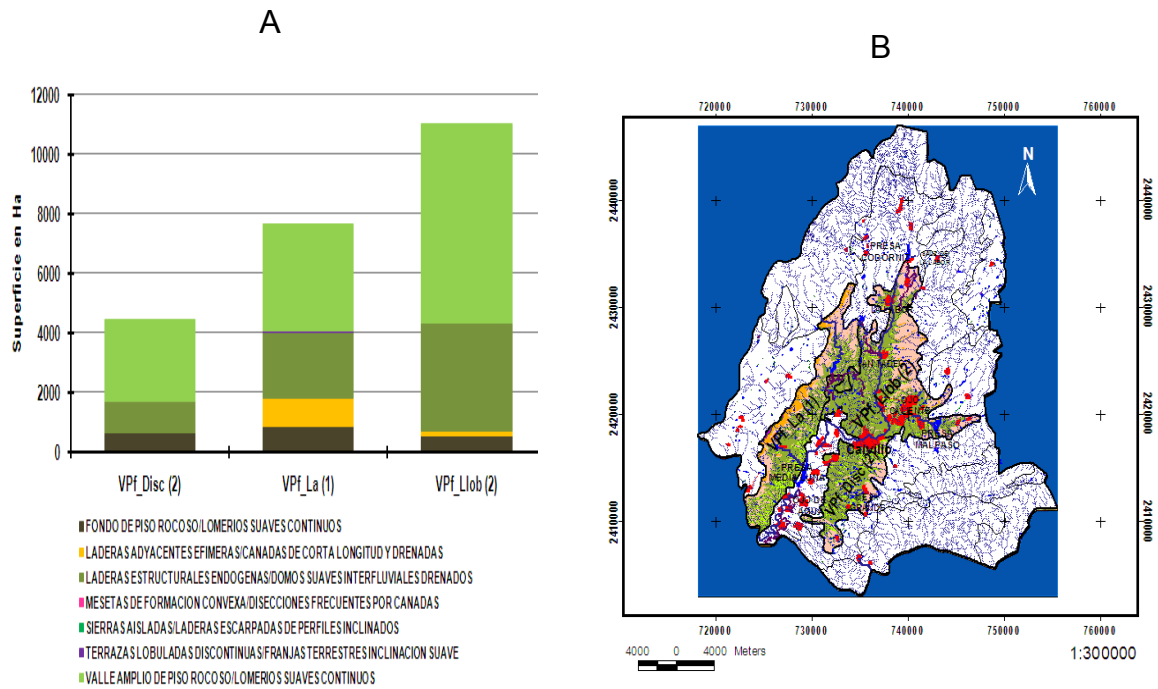 A
B
12000
10000
8000
6000
4000
2000
0
Superficie en Ha
VPf_Disc (2)
VPf_La (1)
VPf_Llob (2)
FONDO DE PISO ROCOSO/LOMERIOS SUAVES CONTINUOS
LADERAS ADYACENTES EFIMERAS/CANADAS DE CORTA LONGITUD Y DRENADAS
LADERAS ESTRUCTURALES ENDOGENAS/DOMOS SUAVES INTERFLUVIALES DRENADOS
MESETAS DE FORMACION CONVEXA/DISECCIONES FRECUENTES POR CANADAS
SIERRAS AISLADAS/LADERAS ESCARPADAS DE PERFILES INCLINADOS
TERRAZAS LOBULADAS DISCONTINUAS/FRANJAS TERRESTRES INCLINACION SUAVE
VALLE AMPLIO DE PISO ROCOSO/LOMERIOS SUAVES CONTINUOS
720000 730000 740000 750000 760000
N
2440000 2440000
PRESA
2430000 2430000
VPf_Llob (2)
VPf_La (1)
2420000 2420000
PRESA
MALPASO
Calvillo
PRESA
VPf_Disc (2)
2410000 2410000
720000 730000 740000 750000 760000
4000 0 4000 Meters
1:300000